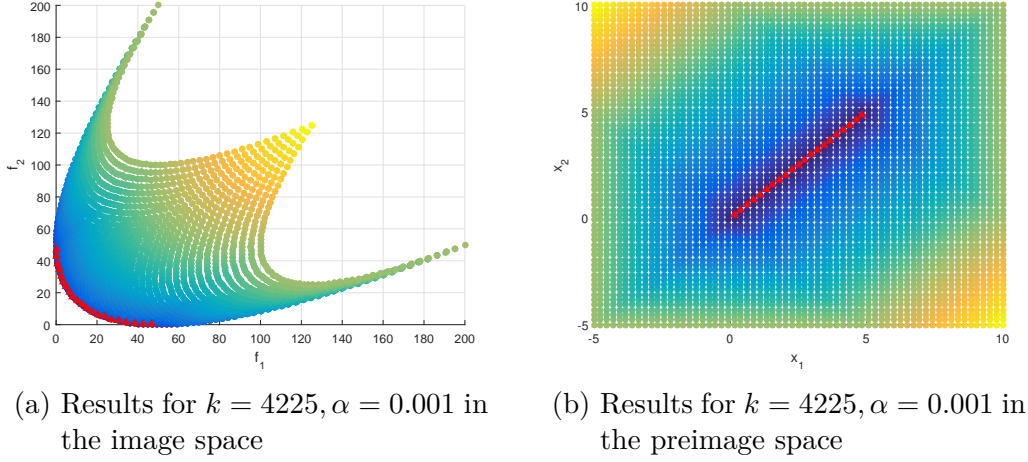 200
180
160
140
120
100
80
60
40
20
0
f2
0 20 40 60 80 100 120 140 160 180 200
f1
10
5
0
-5
x2
-5 0 5 10
x1
(a) Results for k = 4225, α = 0.001 in
the image space
(b) Results for k = 4225, α = 0.001 in
the preimage space